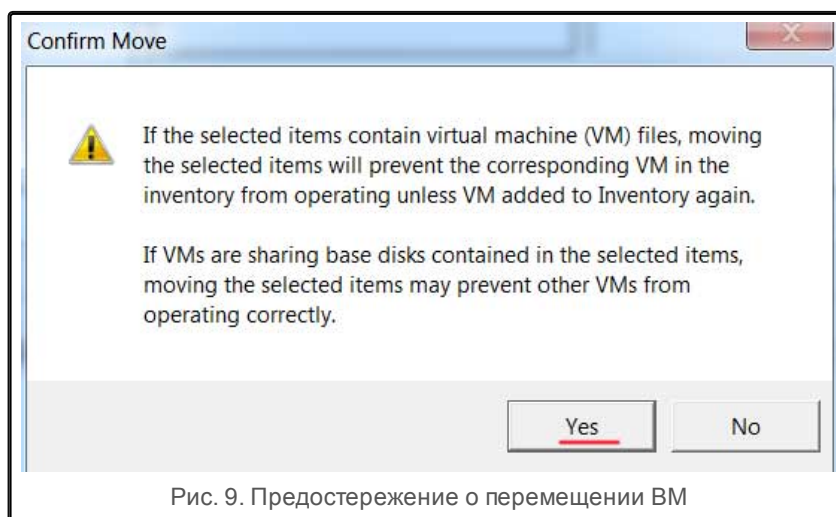 Confirm Move
If the selected items contain virtual machine (VM) files, moving
the selected items will prevent the corresponding VM in the
inventory from operating unless VM added to Inventory again.
If VMs are sharing base disks contained in the selected items,
moving the selected items may prevent other VMs from
operating correctly.
Yes
No
Рис. 9. Предостережение о перемещении ВМ